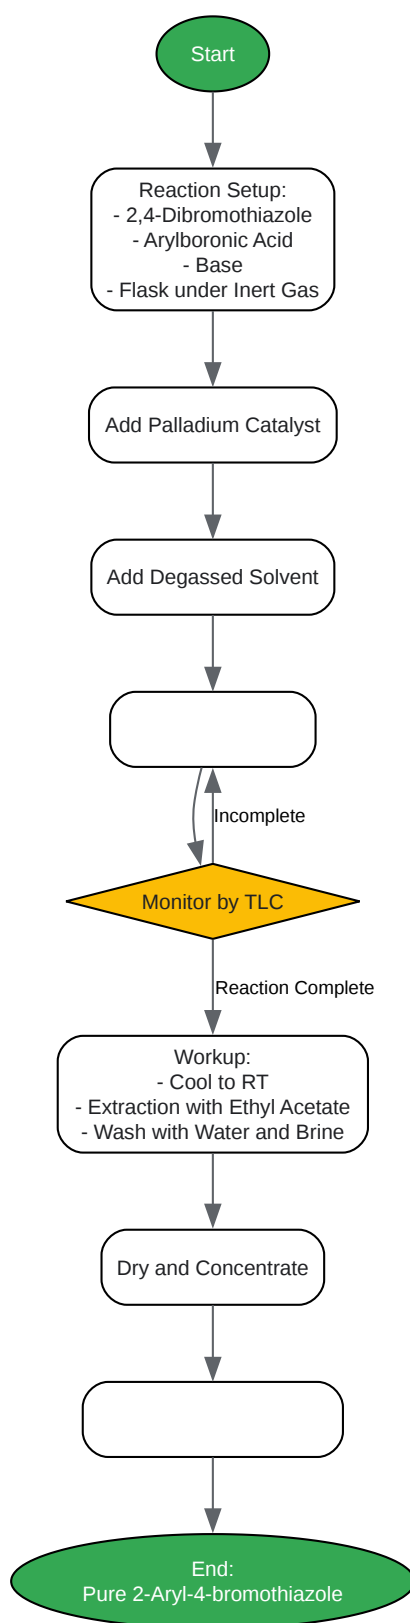 Start
Reaction Setup:
- 2,4-Dibromothiazole
- Arylboronic Acid
- Base
- Flask under Inert Gas
Add Palladium Catalyst
Add Degassed Solvent
Incomplete
Monitor by TLC
Reaction Complete
Workup:
- Cool to RT
- Extraction with Ethyl Acetate
- Wash with Water and Brine
Dry and Concentrate
End:
Pure 2-Aryl-4-bromothiazole